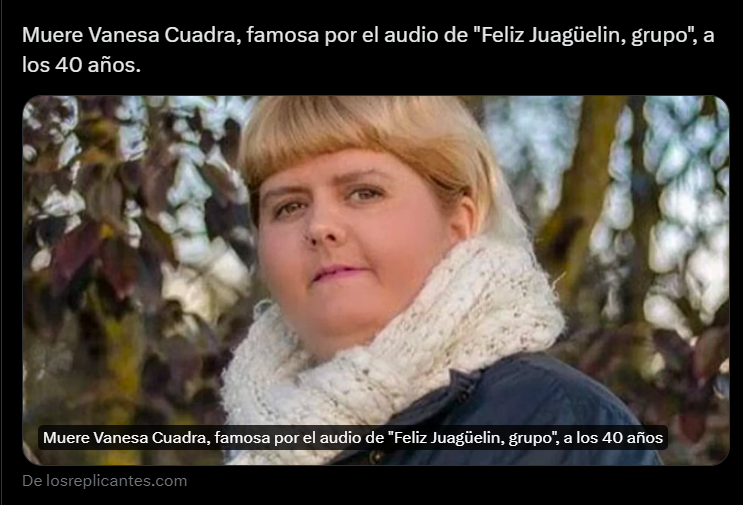 Muere Vanesa Cuadra, famosa por el audio de "Feliz Juagüelin, grupo", a
los 40 años.
Muere Vanesa Cuadra, famosa por el audio de "Feliz Juagüelin, grupo", a los 40 años
De losreplicantes.com